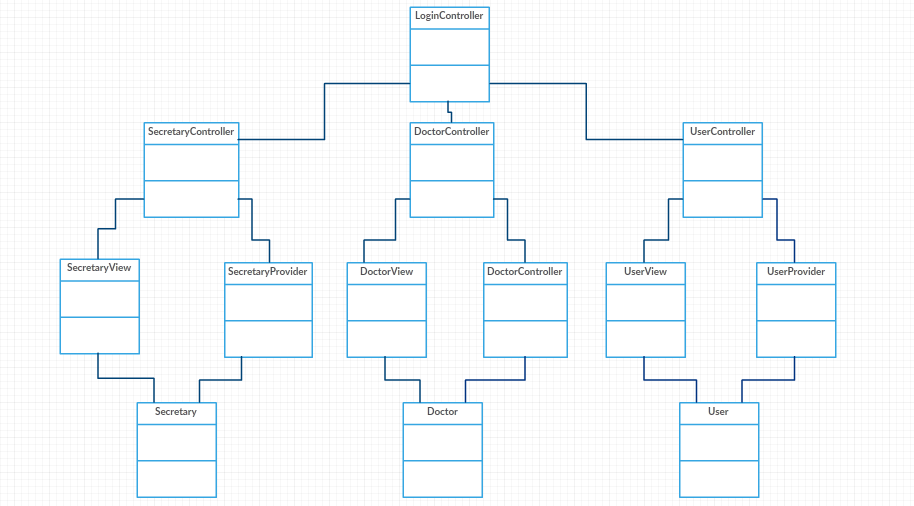 LoginController
SecretaryController
DoctorController
UserController
SecretaryView
SecretaryProvider
DoctorView
DoctorController
UserView
UserProvider
Secretary
Doctor
User